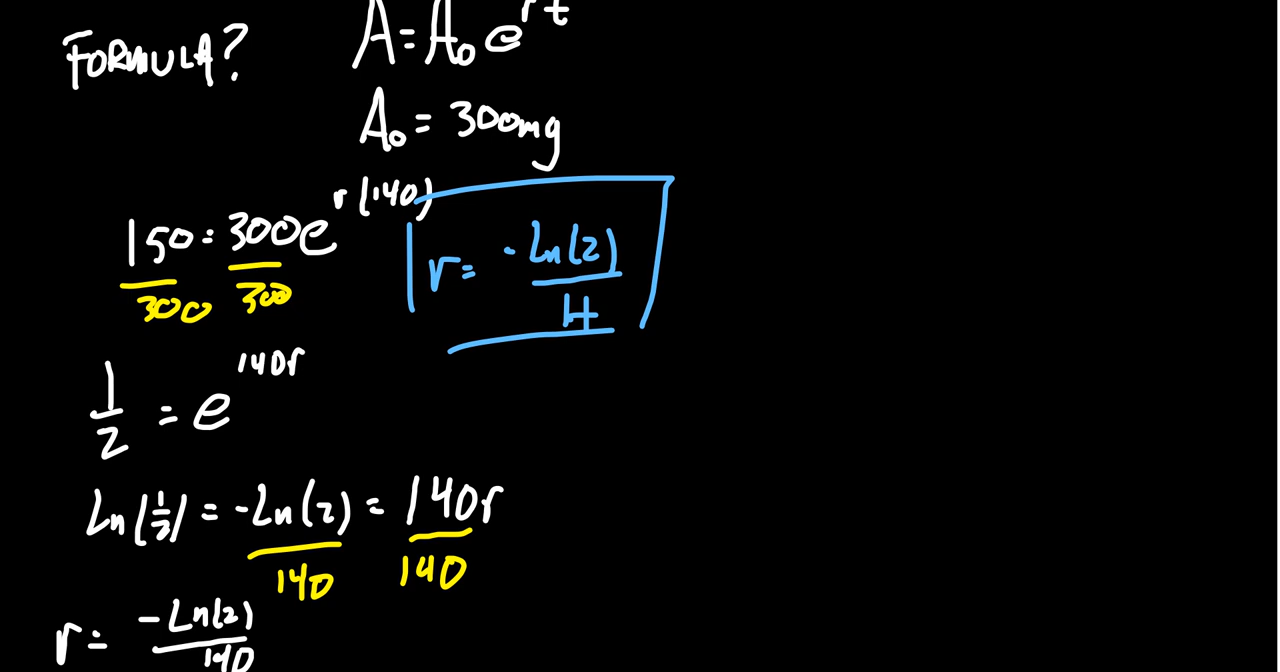 FORMULA? A = A₀e^rt
A₀ = 300mg
150 = 300e^r(140)
300 300
r = -Ln(2)/H
1/2 = e^140r
Ln(1/2) = -Ln(2) = 140r
140 140
r = -Ln(2)/140